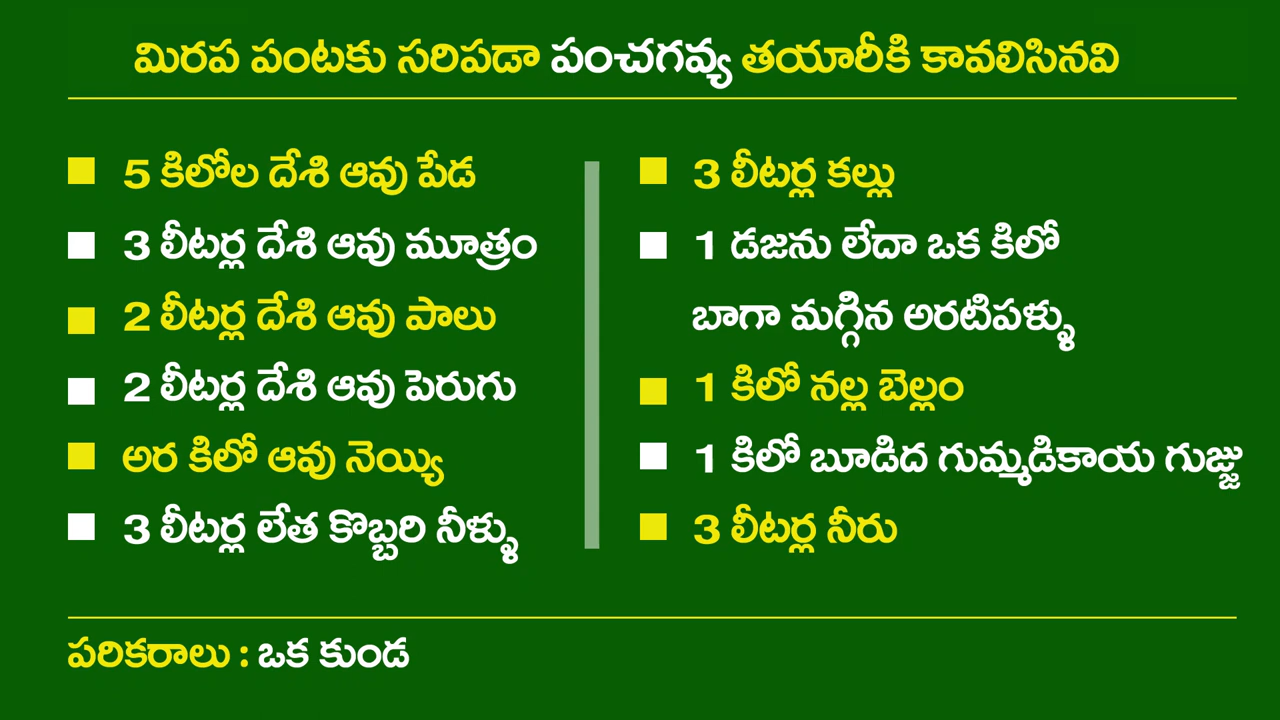 మిరప పంటకు సరిపడా పంచగవ్య తయారీకి కావలిసినవి
5 కిలోల దేశి ఆవు పేడ
3 లీటర్ల దేశి ఆవు మూత్రం
2 లీటర్ల దేశి ఆవు పాలు
2 లీటర్ల దేశి ఆవు పెరుగు
అర కిలో ఆవు నెయ్యి
3 లీటర్ల లేత కొబ్బరి నీళ్ళు
3 లీటర్ల కల్లు
1 డజను లేదా ఒక కిలో
బాగా మగ్గిన అరటిపళ్ళు
1 కిలో నల్ల బెల్లం
1 కిలో బూడిద గుమ్మడికాయ గుజ్జు
3 లీటర్ల నీరు
పరికరాలు : ఒక కుండ